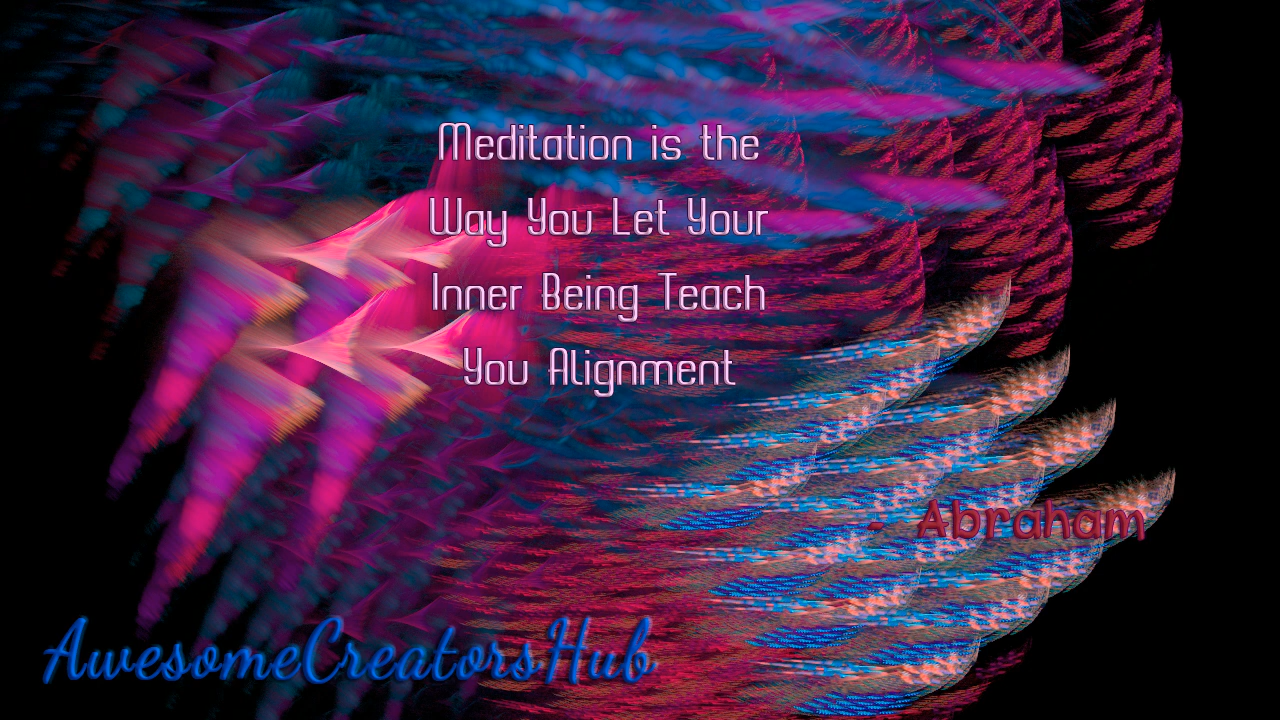 Meditation is the
Way You Let Your
Inner Being Teach
You Alignment
- Abraham
AwesomeCreatorsHub